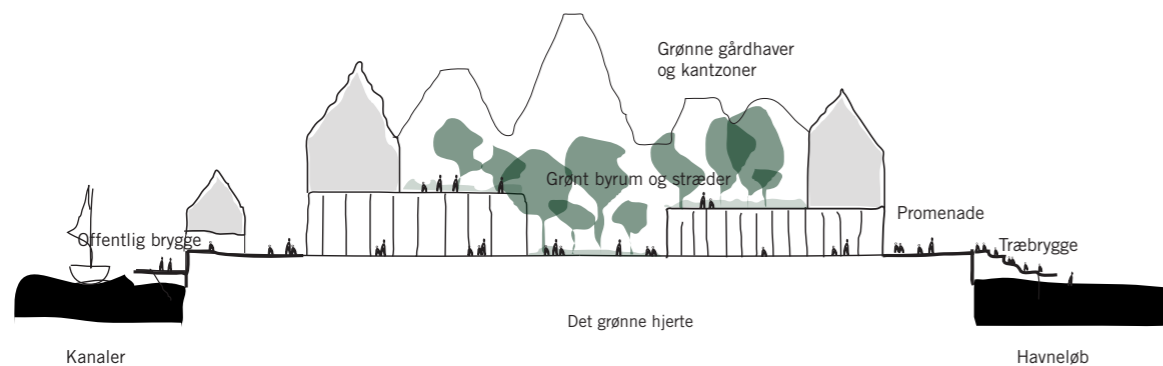 Grønne gårdhaver
og kantzoner
Grønt byrum og stræder
Promenade
Offentlig brygge
Træbrygge
Det grønne hjerte
Kanaler
Havneløb